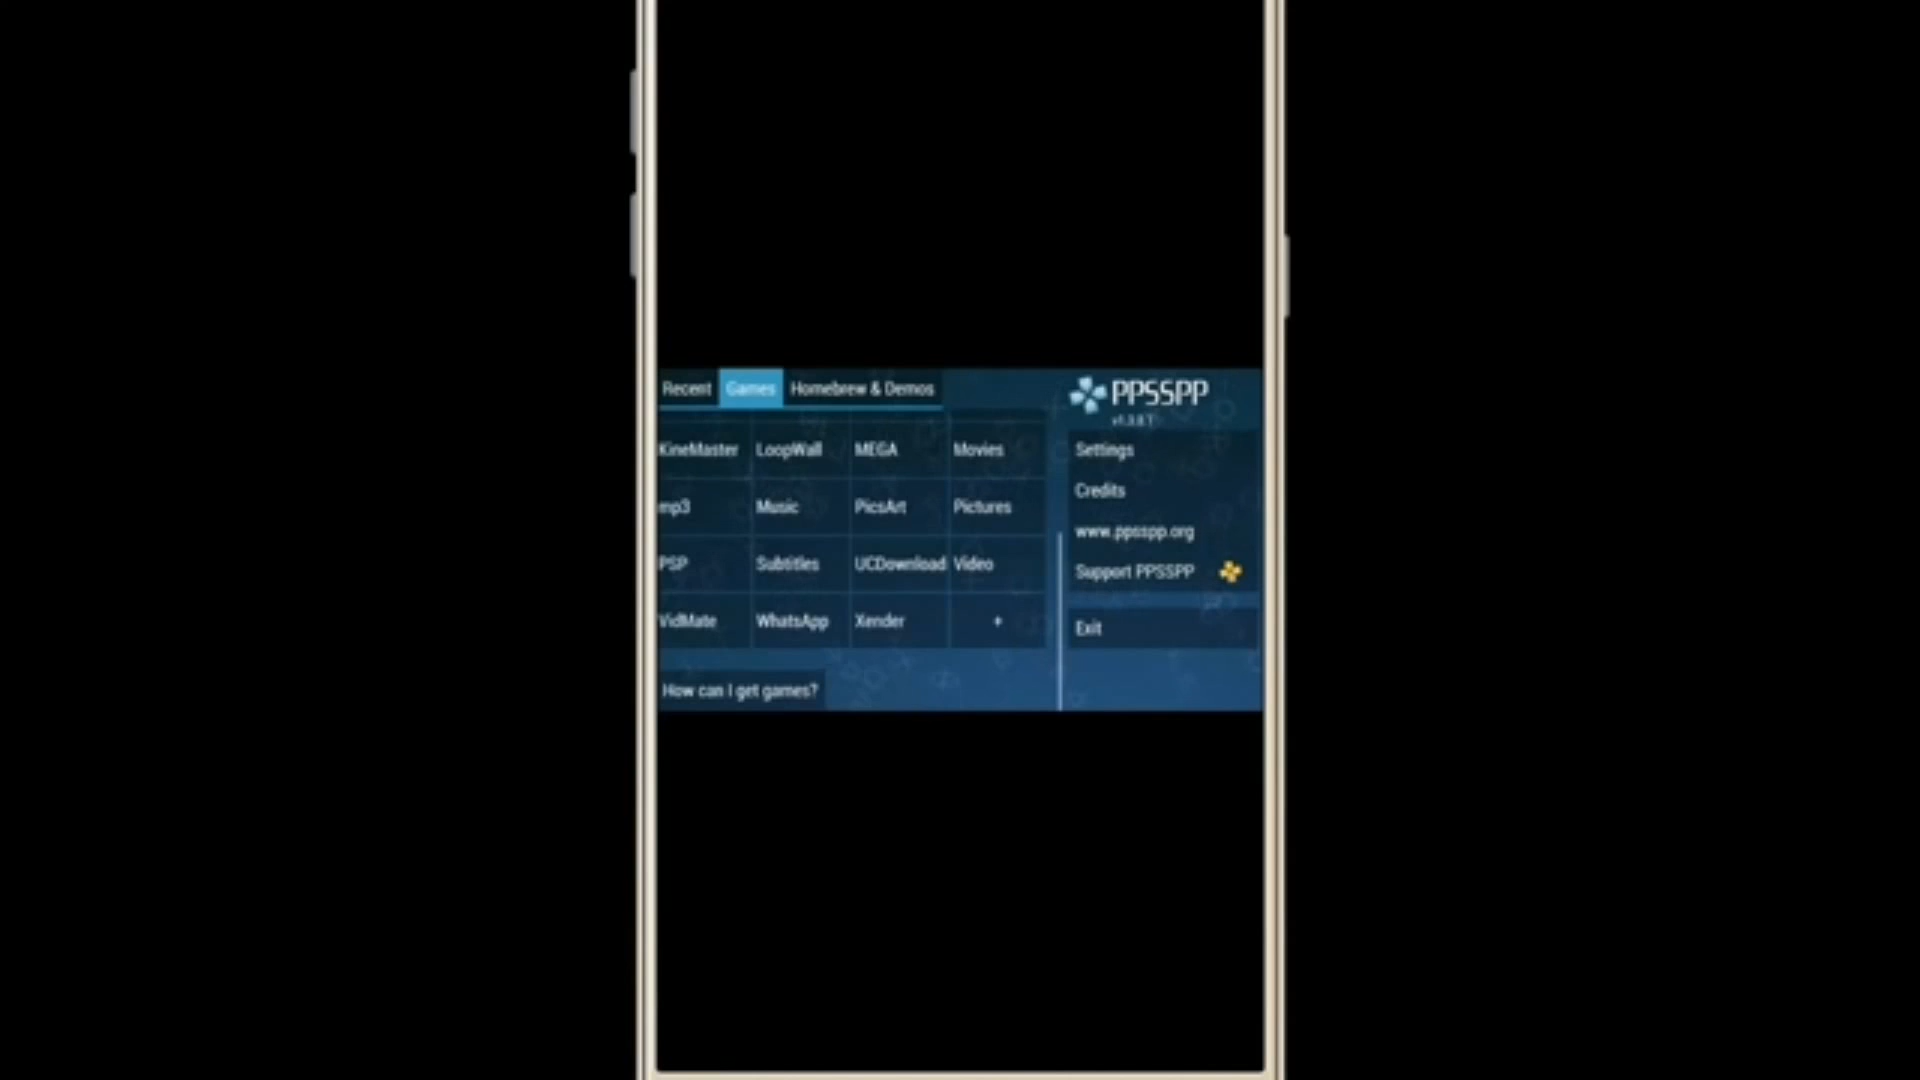 Recent Games Homebrew & Demos
PPSSPP
KineMaster LoopWall MEGA Movies
mp3 Music PicsArt Pictures
PSP Subtitles UCDownload Video
VidMate WhatsApp Xender +
How can I get games?
Settings
Credits
www.ppsspp.org
Support PPSSPP
Exit